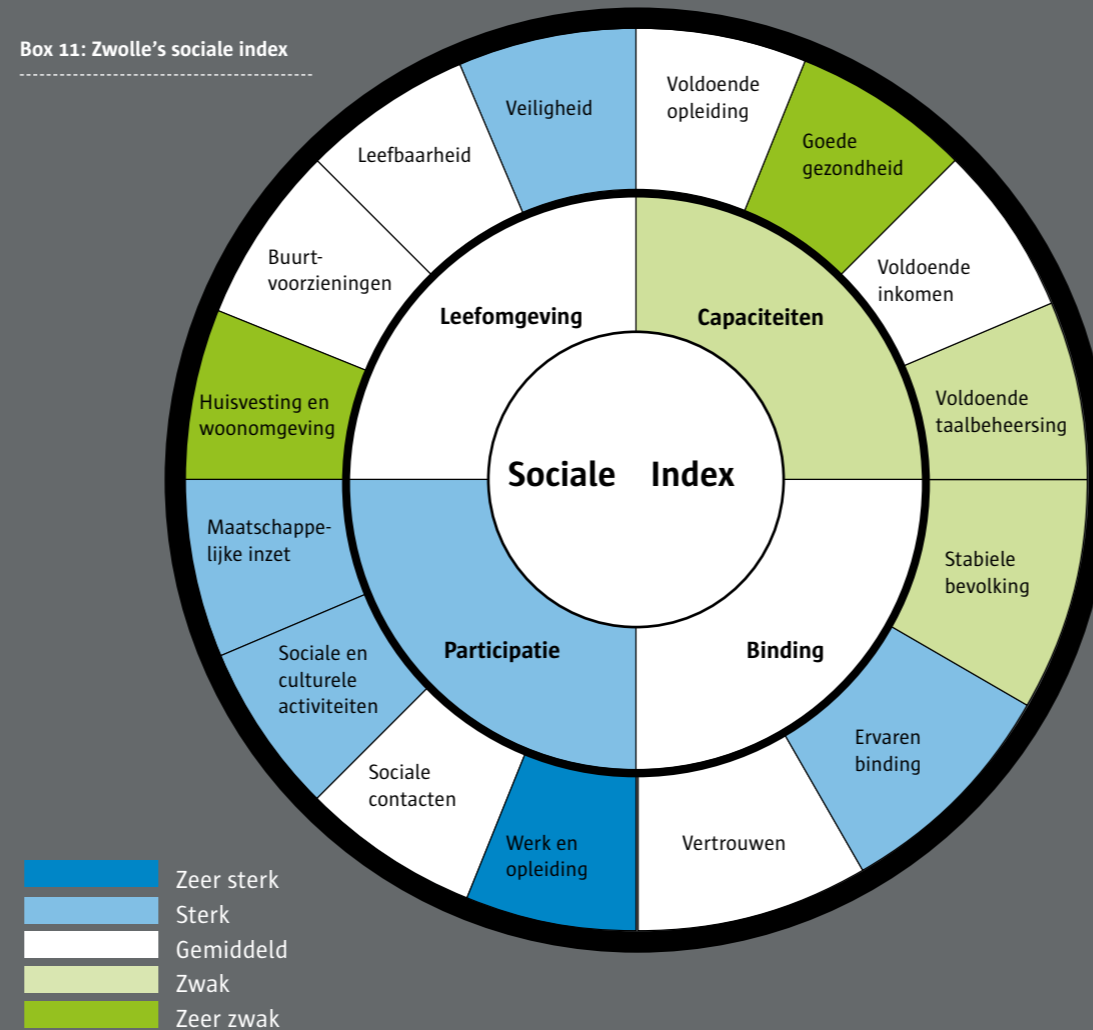 Box 11: Zwolle's sociale index
Veiligheid
Voldoende
opleiding
Goede
gezondheid
Voldoende
inkomen
Voldoende
taalbeheersing
Stabiele
bevolking
Ervaren
binding
Vertrouwen
Werk en
opleiding
Sociale
contacten
Sociale en
culturele
activiteiten
Maatschappe-
lijke inzet
Huisvesting en
woonomgeving
Buurt-
voorzieningen
Leefbaarheid
Leefomgeving
Capaciteiten
Sociale Index
Participatie
Binding
Zeer sterk
Sterk
Gemiddeld
Zwak
Zeer zwak